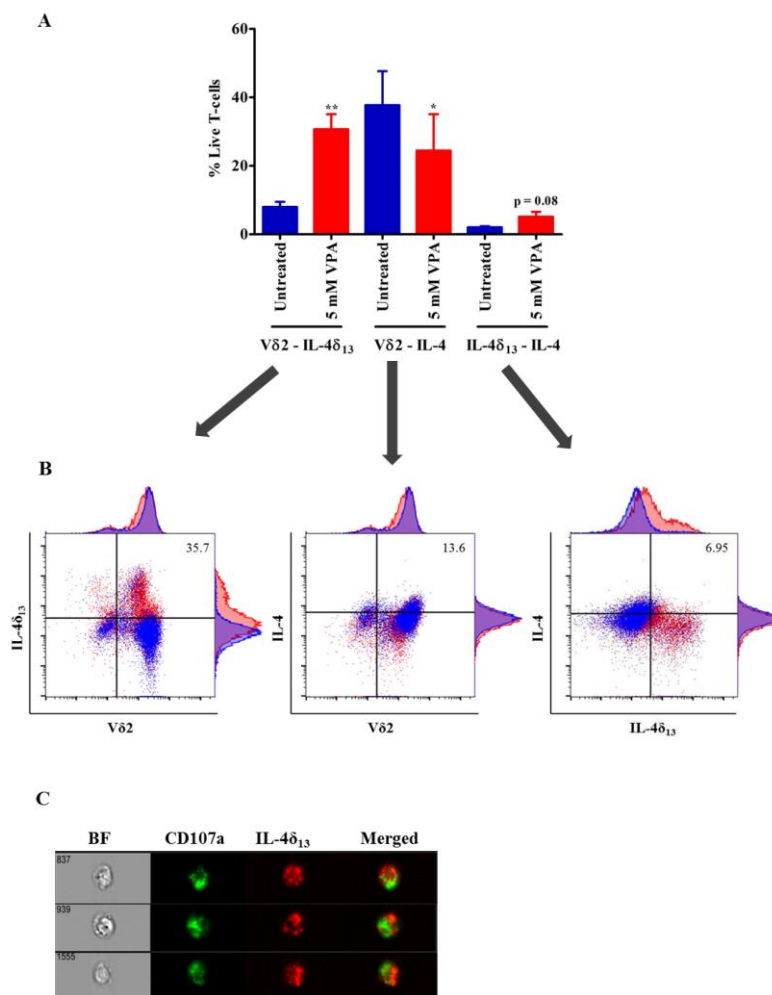 A
60
40
20
0
% Live T-cells
**
*
p = 0.08
Untreated
5 mM VPA
Untreated
5 mM VPA
Untreated
5 mM VPA
Vδ2 - IL-4δ₁₃
Vδ2 - IL-4
IL-4δ₁₃ - IL-4
B
35.7
IL-4δ₁₃
Vδ2
13.6
IL-4
Vδ2
6.95
IL-4
IL-4δ₁₃
C
BF CD107a IL-4δ₁₃ Merged
837
939
1555